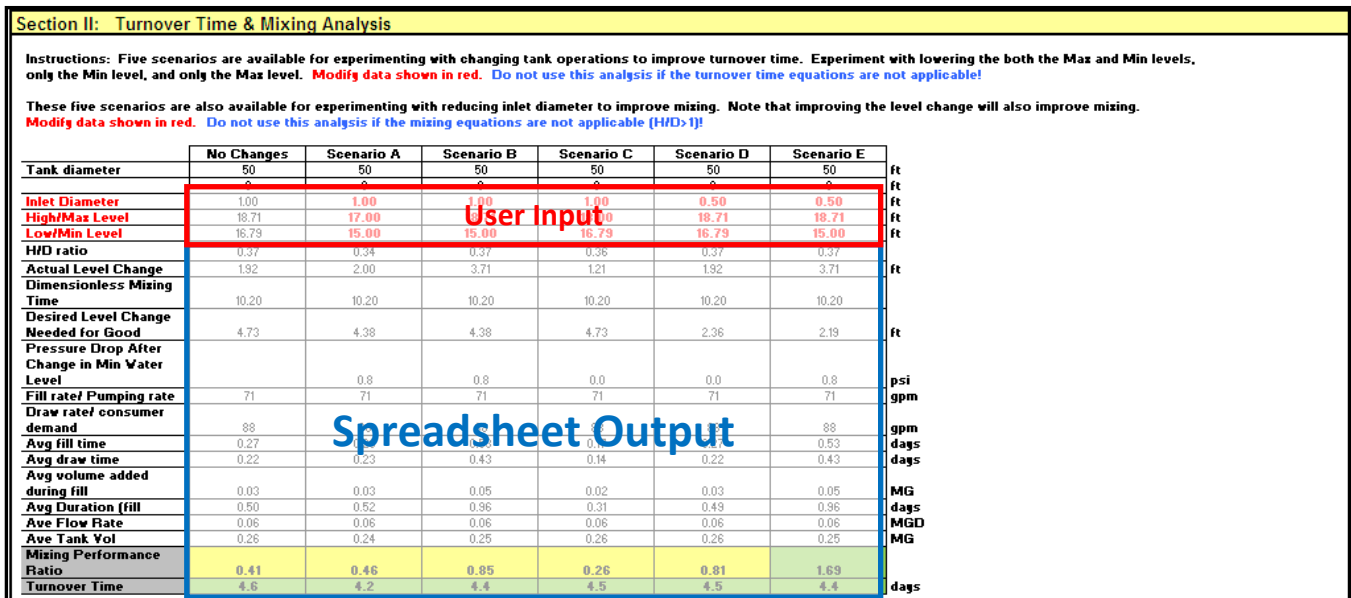 Section II: Turnover Time & Mixing Analysis
Instructions: Five scenarios are available for experimenting with changing tank operations to improve turnover time. Experiment with lowering the both the Max and Min levels,
only the Min level, and only the Max level. Modify data shown in red. Do not use this analysis if the turnover time equations are not applicable!
These five scenarios are also available for experimenting with reducing inlet diameter to improve mixing. Note that improving the level change will also improve mixing.
Modify data shown in red. Do not use this analysis if the mixing equations are not applicable (H/D>1)!
No Changes Scenario A Scenario B Scenario C Scenario D Scenario E
Tank diameter 50 50 50 50 50 50 ft
ft
Inlet Diameter 1.00 1.00 1.00 1.00 0.50 0.50 ft
User Input
High/Max Level 18.71 17.00 18.71 18.71 ft
Low/Min Level 16.79 15.00 15.00 16.79 16.79 15.00 ft
H/D ratio 0.37 0.34 0.37 0.36 0.37 0.37
Actual Level Change 1.92 2.00 3.71 1.21 1.92 3.71 ft
Dimensionless Mixing
Time 10.20 10.20 10.20 10.20 10.20 10.20
Desired Level Change
Needed for Good 4.73 4.38 4.38 4.73 2.36 2.19 ft
Pressure Drop After
Change in Min Water
Level 0.8 0.8 0.0 0.0 0.8 psi
Fill rate/ Pumping rate 71 71 71 71 71 71 gpm
Draw rate/ consumer
demand 88 88 gpm
Spreadsheet Output
Avg fill time 0.27 0.53 days
Avg draw time 0.22 0.23 0.43 0.14 0.22 0.43 days
Avg volume added
during fill 0.03 0.03 0.05 0.02 0.03 0.05 MG
Avg Duration (fill 0.50 0.52 0.96 0.31 0.49 0.96 days
Ave Flow Rate 0.06 0.06 0.06 0.06 0.06 0.06 MGD
Ave Tank Vol 0.26 0.24 0.25 0.26 0.26 0.25 MG
Mixing Performance
Ratio 0.41 0.46 0.85 0.26 0.81 1.69
Turnover Time 4.6 4.2 4.4 4.5 4.5 4.4 days